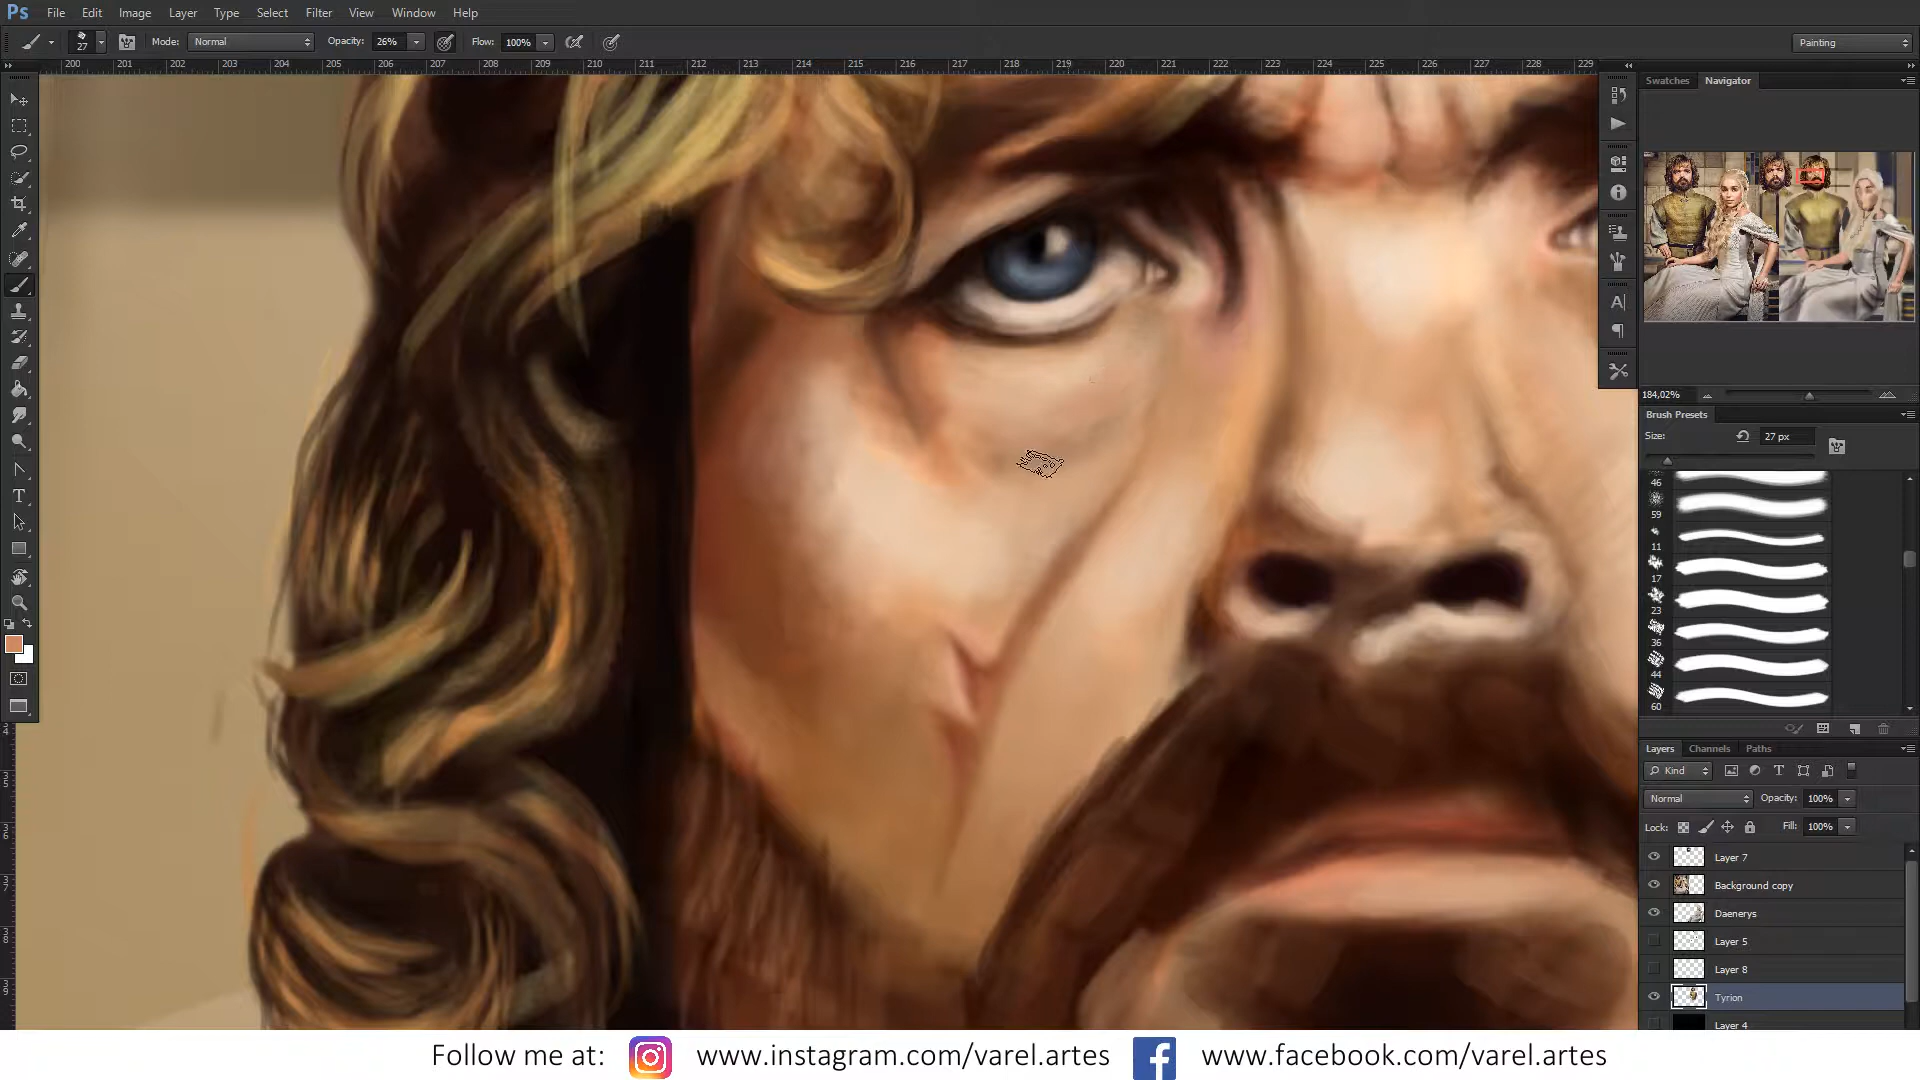 Ps File Edit Image Layer Type Select Filter View Window Help
27 Mode: Normal Opacity: 26% Flow: 100% Painting
200 201 202 203 204 205 206 207 208 209 210 211 212 213 214 215 216 217 218 219 220 221 222 223 224 225 226 227 228 229
Swatches Navigator
184,02%
Brush Presets
Size: 27 px
46
59
11
17
23
36
44
60
Layers Channels Paths
Kind
Normal Opacity: 100%
Lock: Fill: 100%
Layer 7
Background copy
Daenerys
Layer 5
Layer 8
Tyrion
Layer 4
Follow me at: www.instagram.com/varel.artes www.facebook.com/varel.artes